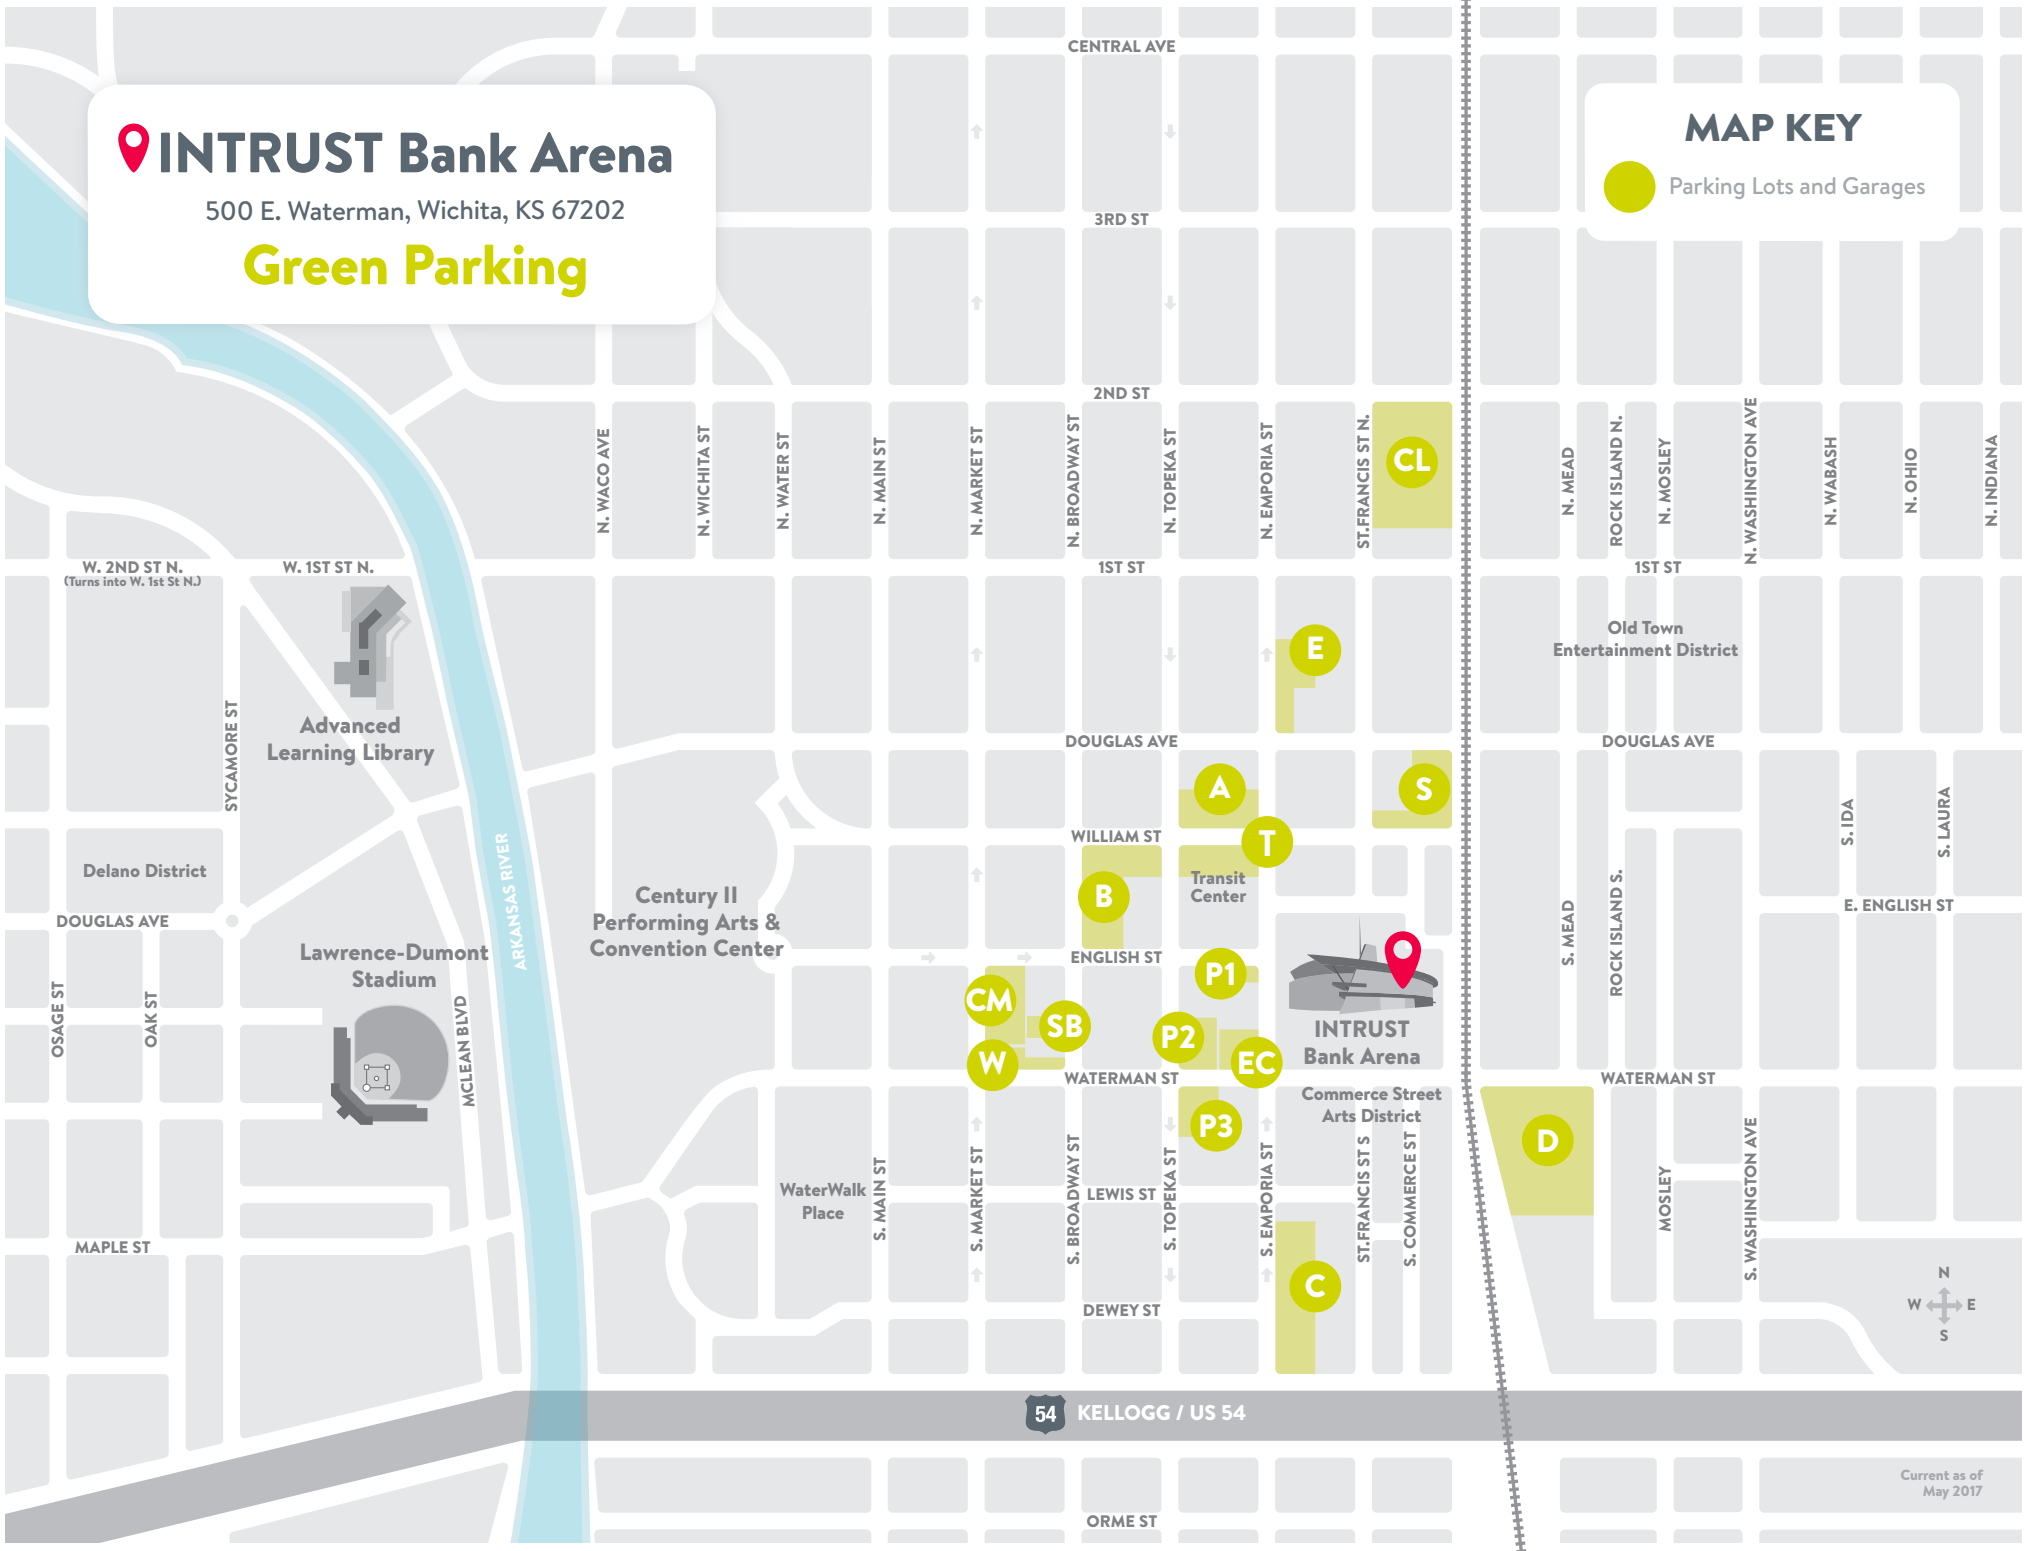 INTRUST Bank Arena
500 E. Waterman, Wichita, KS 67202
Green Parking
MAP KEY
Parking Lots and Garages
CENTRAL AVE
3RD ST
2ND ST
N. WACO AVE
N. WICHITA ST
N. WATER ST
N. MAIN ST
N. MARKET ST
N. BROADWAY ST
N. TOPEKA ST
N. EMPORIA ST
ST.FRANCIS ST N.
CL
N. MEAD
ROCK ISLAND N.
N. MOSLEY
N. WASHINGTON AVE
N. WABASH
N. OHIO
N. INDIANA
W. 2ND ST N.
(Turns into W. 1st St N.)
W. 1ST ST N.
1ST ST
1ST ST
Old Town
Entertainment District
E
Advanced
Learning Library
SYCAMORE ST
DOUGLAS AVE
DOUGLAS AVE
A
S
WILLIAM ST
T
S. IDA
S. LAURA
Delano District
ARKANSAS RIVER
Century II
Performing Arts &
Convention Center
B
Transit
Center
S. MEAD
ROCK ISLAND S.
E. ENGLISH ST
DOUGLAS AVE
Lawrence-Dumont
Stadium
ENGLISH ST
P1
CM
SB
P2
W
EC
INTRUST
Bank Arena
OSAGE ST
OAK ST
MCLEAN BLVD
WATERMAN ST
WATERMAN ST
Commerce Street
Arts District
P3
D
WaterWalk
Place
S. MAIN ST
S. MARKET ST
S. BROADWAY ST
LEWIS ST
S. TOPEKA ST
S. EMPORIA ST
ST.FRANCIS ST S
S. COMMERCE ST
MOSLEY
S. WASHINGTON AVE
MAPLE ST
C
DEWEY ST
N
W
E
S
54
KELLOGG / US 54
Current as of
May 2017
ORME ST